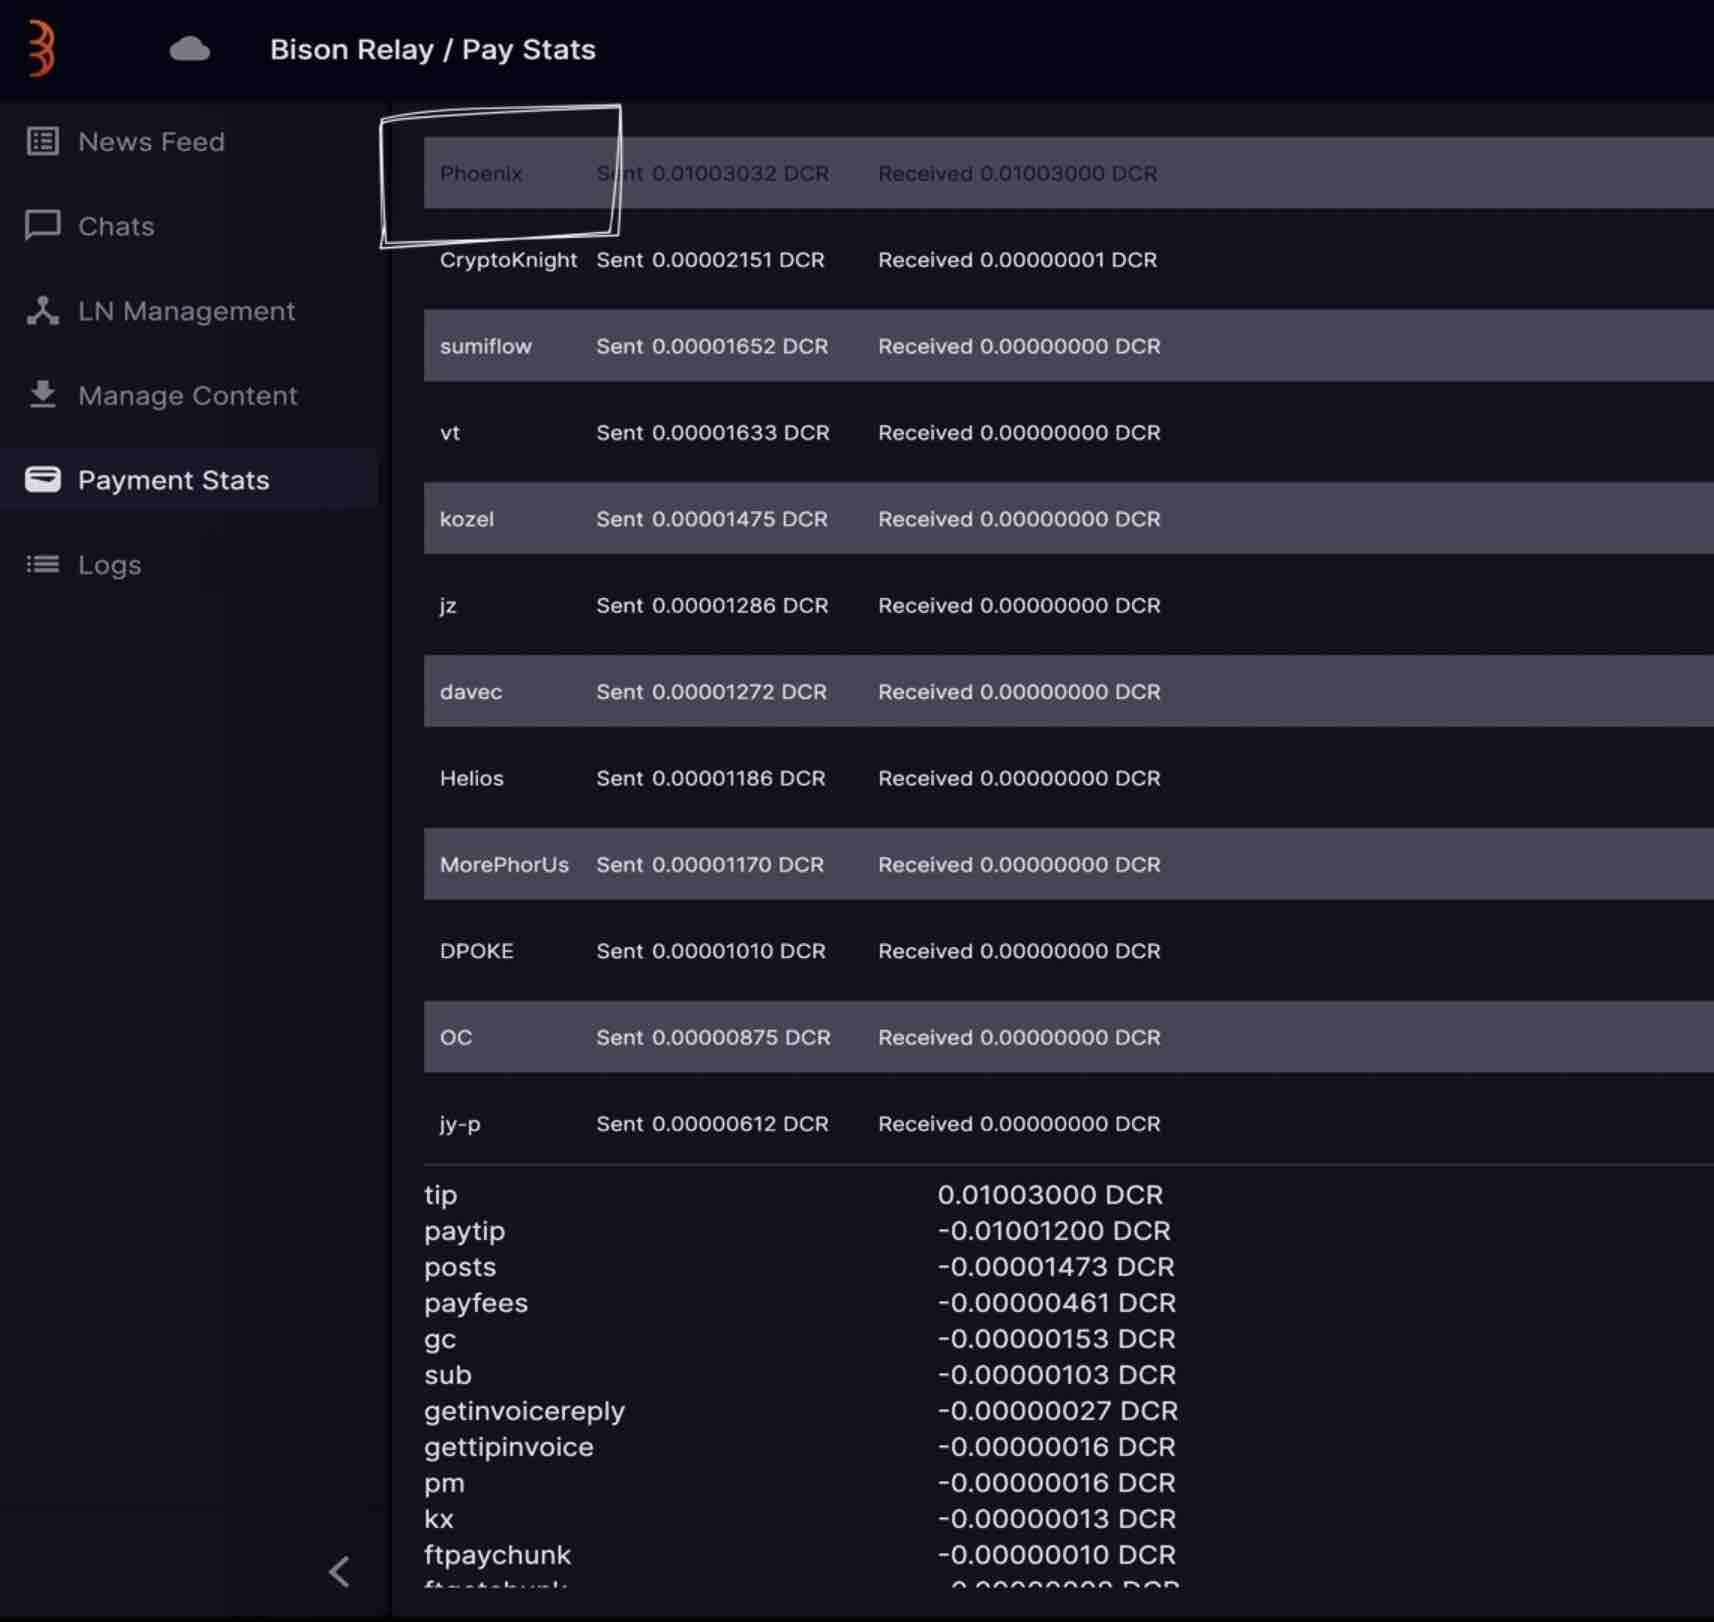 Bison Relay / Pay Stats
News Feed
Chats
LN Management
Manage Content
Payment Stats
Logs
Phoenix Sent 0.01003032 DCR Received 0.01003000 DCR
CryptoKnight Sent 0.00002151 DCR Received 0.00000001 DCR
sumiflow Sent 0.00001652 DCR Received 0.00000000 DCR
vt Sent 0.00001633 DCR Received 0.00000000 DCR
kozel Sent 0.00001475 DCR Received 0.00000000 DCR
jz Sent 0.00001286 DCR Received 0.00000000 DCR
davec Sent 0.00001272 DCR Received 0.00000000 DCR
Helios Sent 0.00001186 DCR Received 0.00000000 DCR
MorePhorUs Sent 0.00001170 DCR Received 0.00000000 DCR
DPOKE Sent 0.00001010 DCR Received 0.00000000 DCR
OC Sent 0.00000875 DCR Received 0.00000000 DCR
jy-p Sent 0.00000612 DCR Received 0.00000000 DCR
tip 0.01003000 DCR
paytip -0.01001200 DCR
posts -0.00001473 DCR
payfees -0.00000461 DCR
gc -0.00000153 DCR
sub -0.00000103 DCR
getinvoicereply -0.00000027 DCR
gettipinvoice -0.00000016 DCR
pm -0.00000016 DCR
kx -0.00000013 DCR
ftpaychunk -0.00000010 DCR